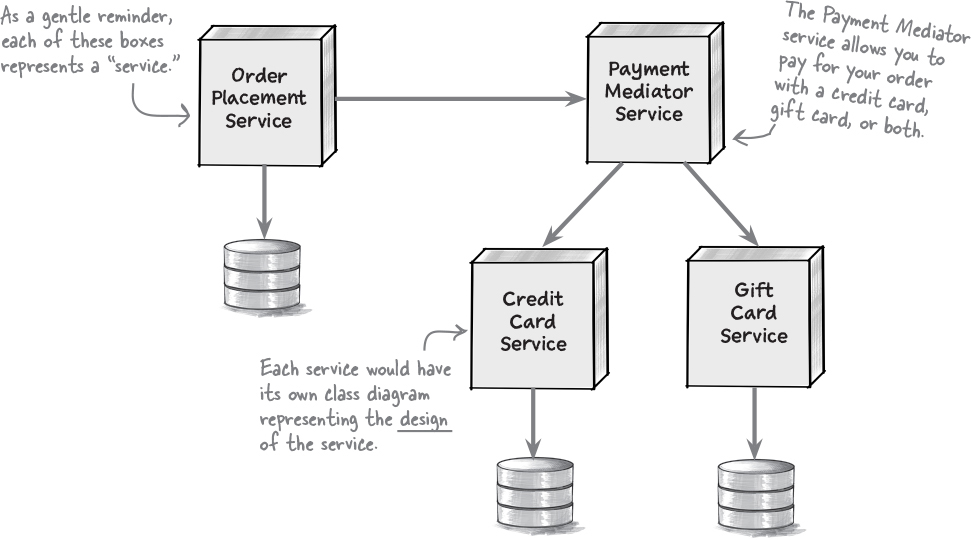 As a gentle reminder,
each of these boxes
represents a “service.”
Order
Placement
Service
Payment
Mediator
Service
The Payment Mediator
service allows you to
pay for your order
with a credit card,
gift card, or both.
Credit
Card
Service
Gift
Card
Service
Each service would have
its own class diagram
representing the design
of the service.